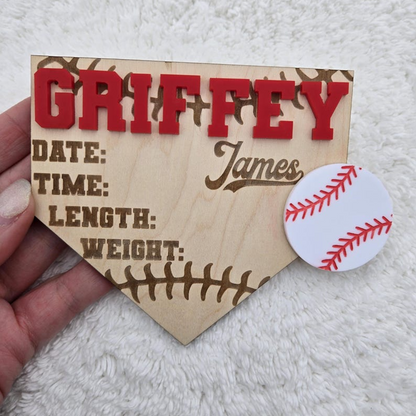 GRIFFEY
James
DATE:
TIME:
LENGTH:
WEIGHT: